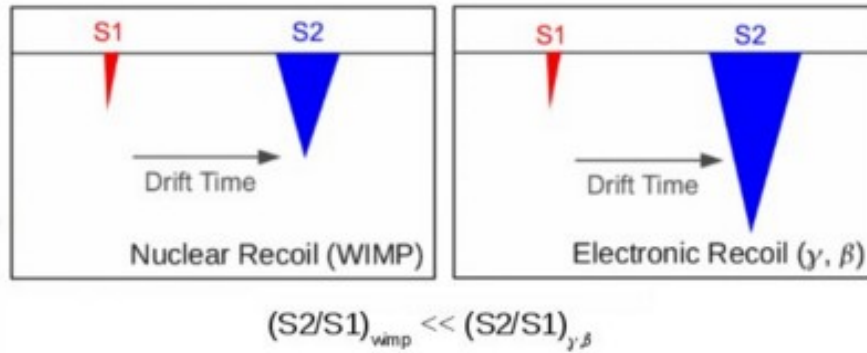 S1 S2
Drift Time
Nuclear Recoil (WIMP)
S1 S2
Drift Time
Electronic Recoil (γ, β)
(S2/S1)wimp << (S2/S1)γ,β